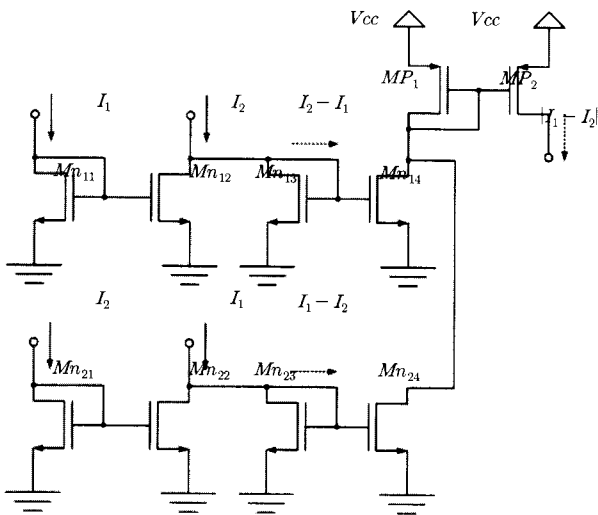 Vcc Vcc
MP₁ MP₂
I₁ I₂ I₂ − I₁ |I₁ − I₂|
Mn₁₁ Mn₁₂ Mn₁₃ Mn₁₄
I₂ I₁ I₁ − I₂
Mn₂₁ Mn₂₂ Mn₂₃ Mn₂₄